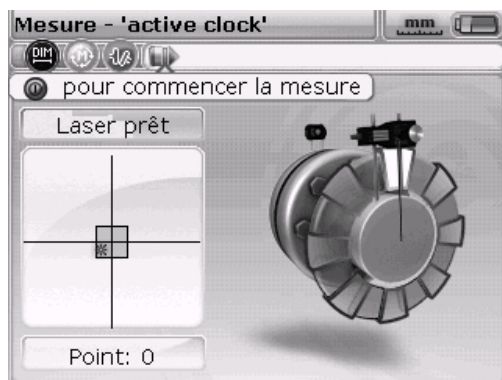 Mesure - 'active clock'
mm
DIM
pour commencer la mesure
Laser prêt
Point: 0